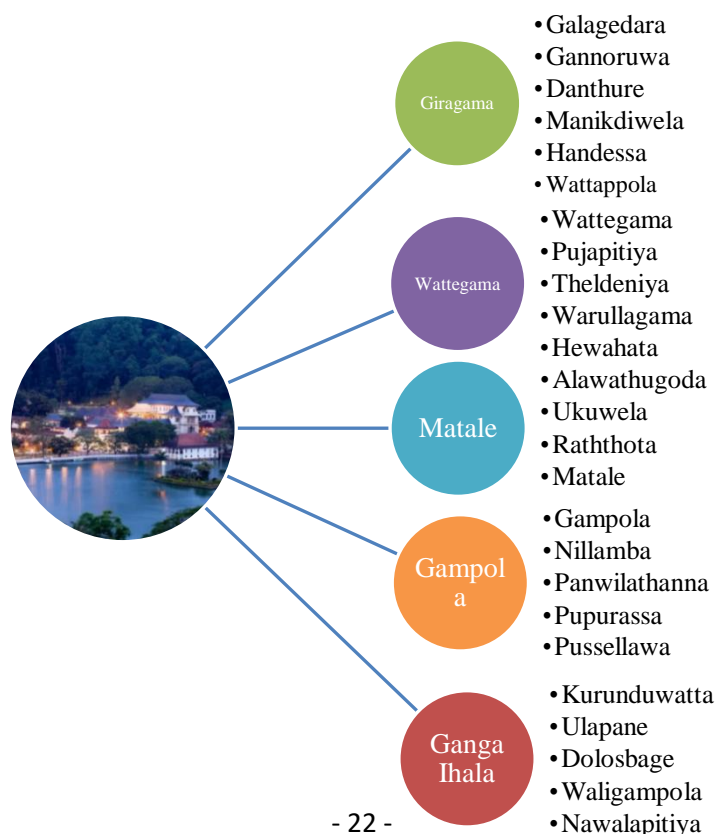 Giragama
• Galagedara
• Gannoruwa
• Danthure
• Manikdiwela
• Handessa
• Wattappola
Wattegama
• Wattegama
• Pujapitiya
• Theldeniya
• Warullagama
• Hewahata
Matale
• Alawathugoda
• Ukuwela
• Raththota
• Matale
Gampol
a
• Gampola
• Nillamba
• Panwilathanna
• Pupurassa
• Pussellawa
Ganga
Ihala
• Kurunduwatta
• Ulapane
• Dolosbage
• Waligampola
• Nawalapitiya
- 22 -